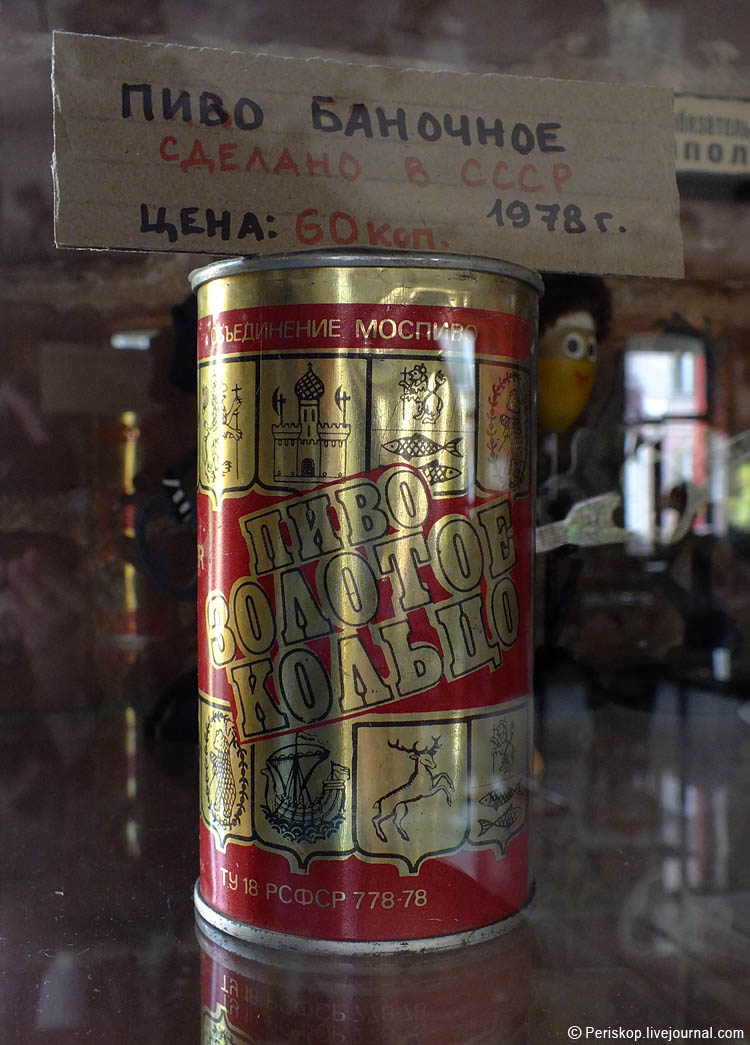 ПИВО БАНОЧНОЕ
СДЕЛАНО В СССР
ЦЕНА: 60 коп. 1978 г.
ПОЛ
ОБЪЕДИНЕНИЕ МОСПИВО
ПИВО
ЗОЛОТОЕ
КОЛЬЦО
ТУ 18 РСФСР 778-78
© Periskop.livejournal.com